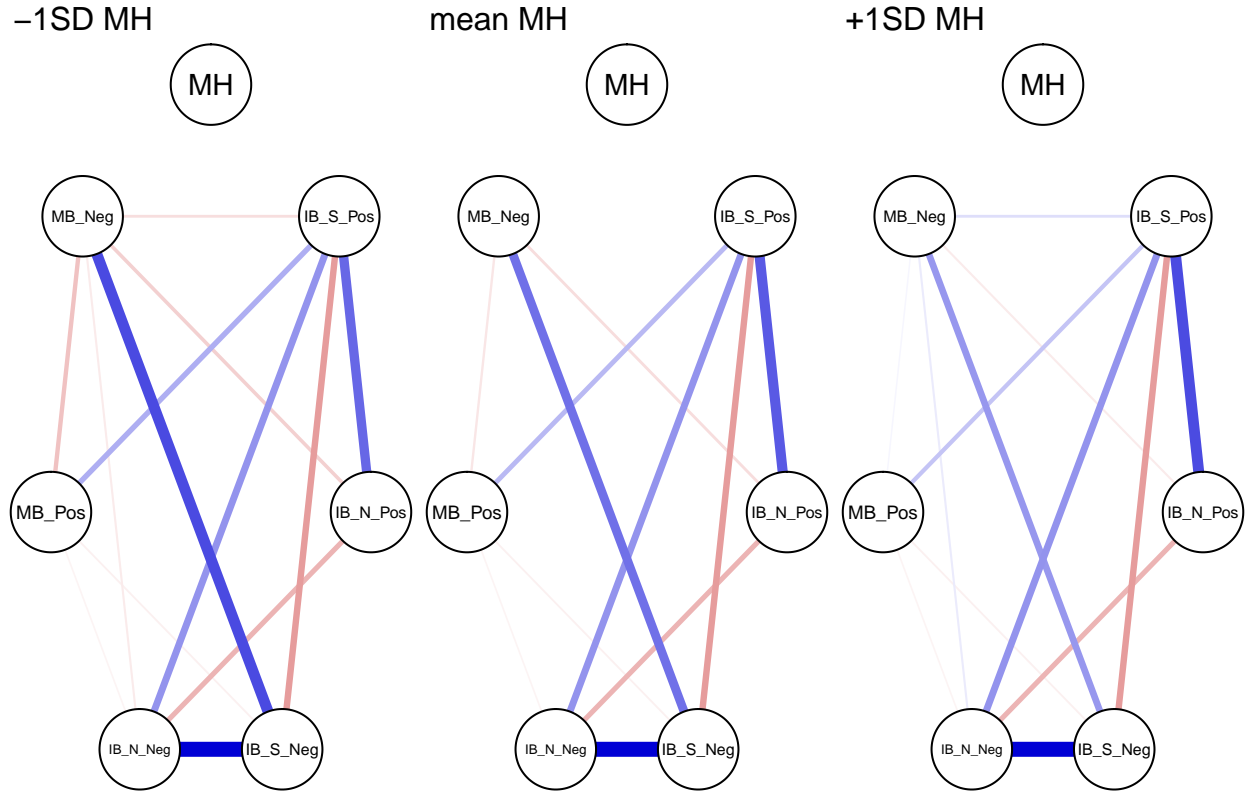 –1SD MH
mean MH
+1SD MH
MH
MH
MH
MB_Neg
IB_S_Pos
MB_Neg
IB_S_Pos
MB_Neg
IB_S_Pos
MB_Pos
IB_N_Pos
MB_Pos
IB_N_Pos
MB_Pos
IB_N_Pos
IB_N_Neg
IB_S_Neg
IB_N_Neg
IB_S_Neg
IB_N_Neg
IB_S_Neg